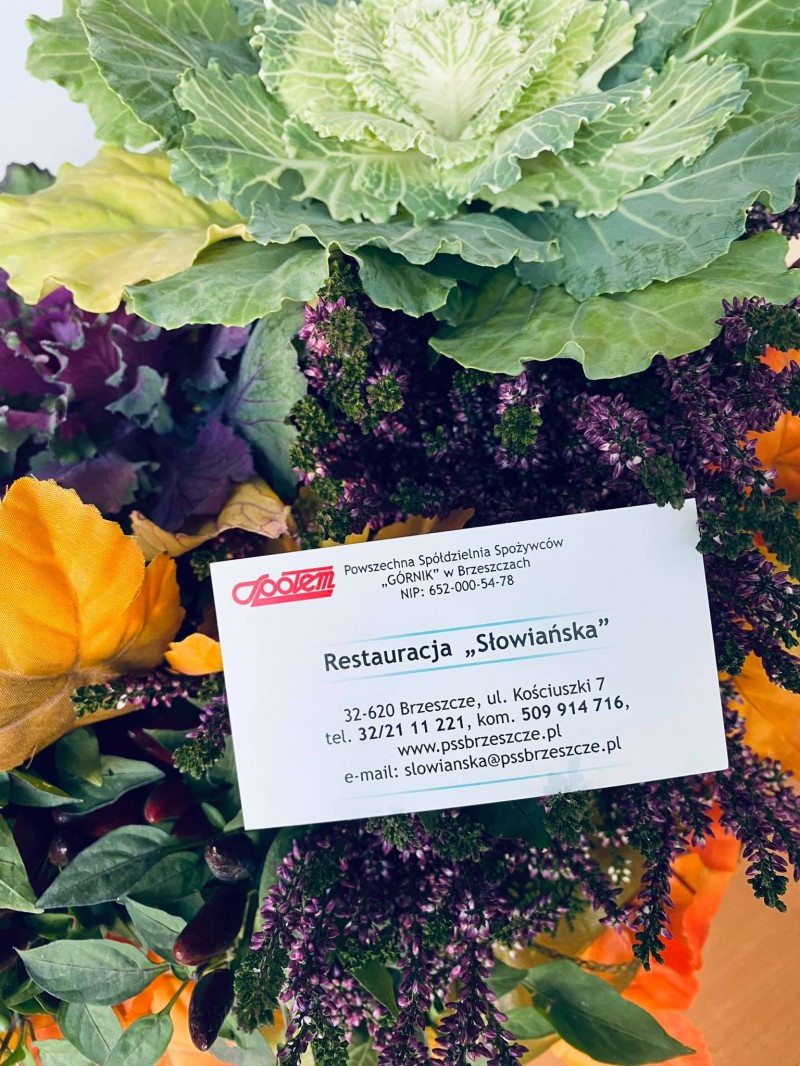 Społem
Powszechna Spółdzielnia Spożywców
„GÓRNIK” w Brzeszczach
NIP: 652-000-54-78
Restauracja „Słowiańska”
32-620 Brzeszcze, ul. Kościuszki 7
tel. 32/21 11 221, kom. 509 914 716,
www.pssbrzeszcze.pl
e-mail: slowianska@pssbrzeszcze.pl